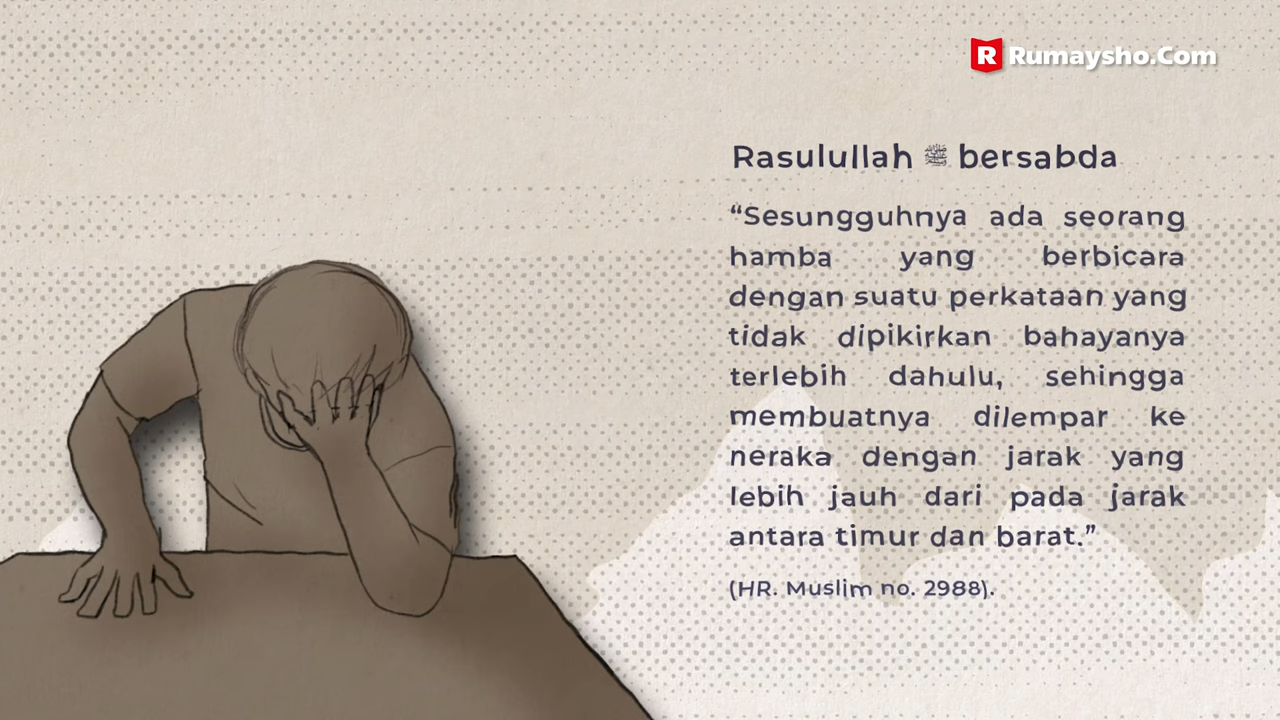 R Rumaysho.Com
Rasulullah ﷺ bersabda
“Sesungguhnya ada seorang
hamba yang berbicara
dengan suatu perkataan yang
tidak dipikirkan bahayanya
terlebih dahulu, sehingga
membuatnya dilempar ke
neraka dengan jarak yang
lebih jauh dari pada jarak
antara timur dan barat.”
(HR. Muslim no. 2988).